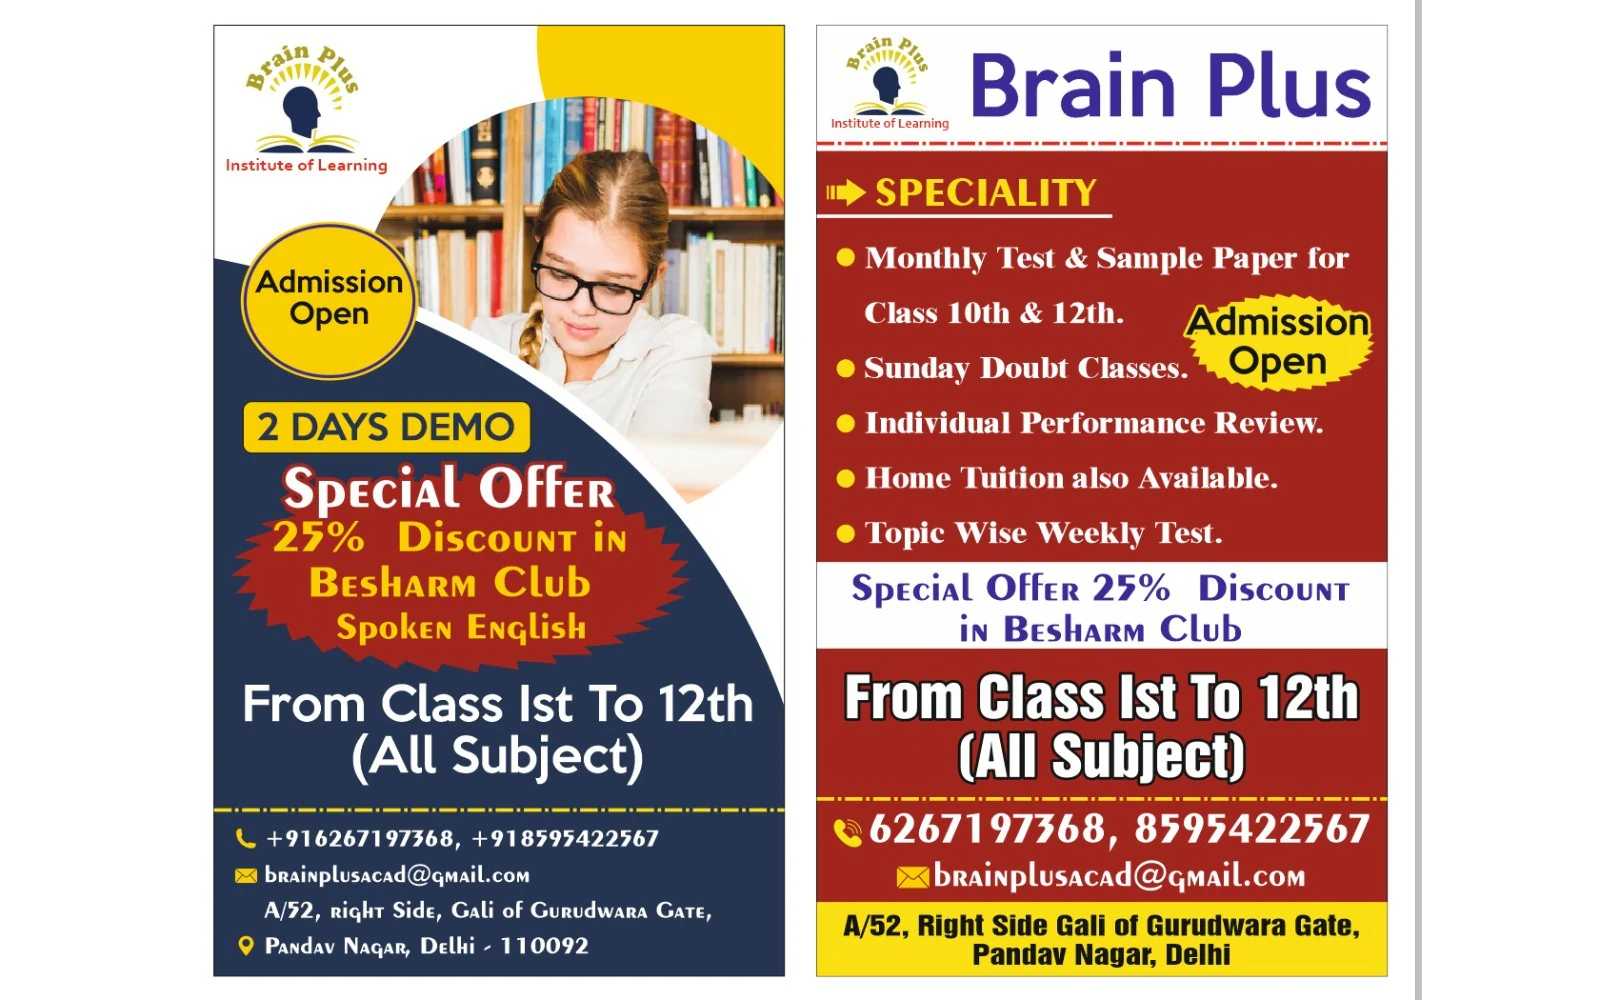 Brain Plus
Institute of Learning
Admission
Open
2 DAYS DEMO
Special Offer
25% Discount in
Besharm Club
Spoken English
From Class Ist To 12th
(All Subject)
+916267197368, +918595422567
brainplusacad@gmail.com
A/52, right Side, Gali of Gurudwara Gate,
Pandav Nagar, Delhi - 110092
Brain Plus
Institute of Learning
Brain Plus
SPECIALITY
Monthly Test & Sample Paper for
Class 10th & 12th.
Admission
Open
Sunday Doubt Classes.
Individual Performance Review.
Home Tuition also Available.
Topic Wise Weekly Test.
Special Offer 25% Discount
in Besharm Club
From Class Ist To 12th
(All Subject)
6267197368, 8595422567
brainplusacad@gmail.com
A/52, Right Side Gali of Gurudwara Gate,
Pandav Nagar, Delhi